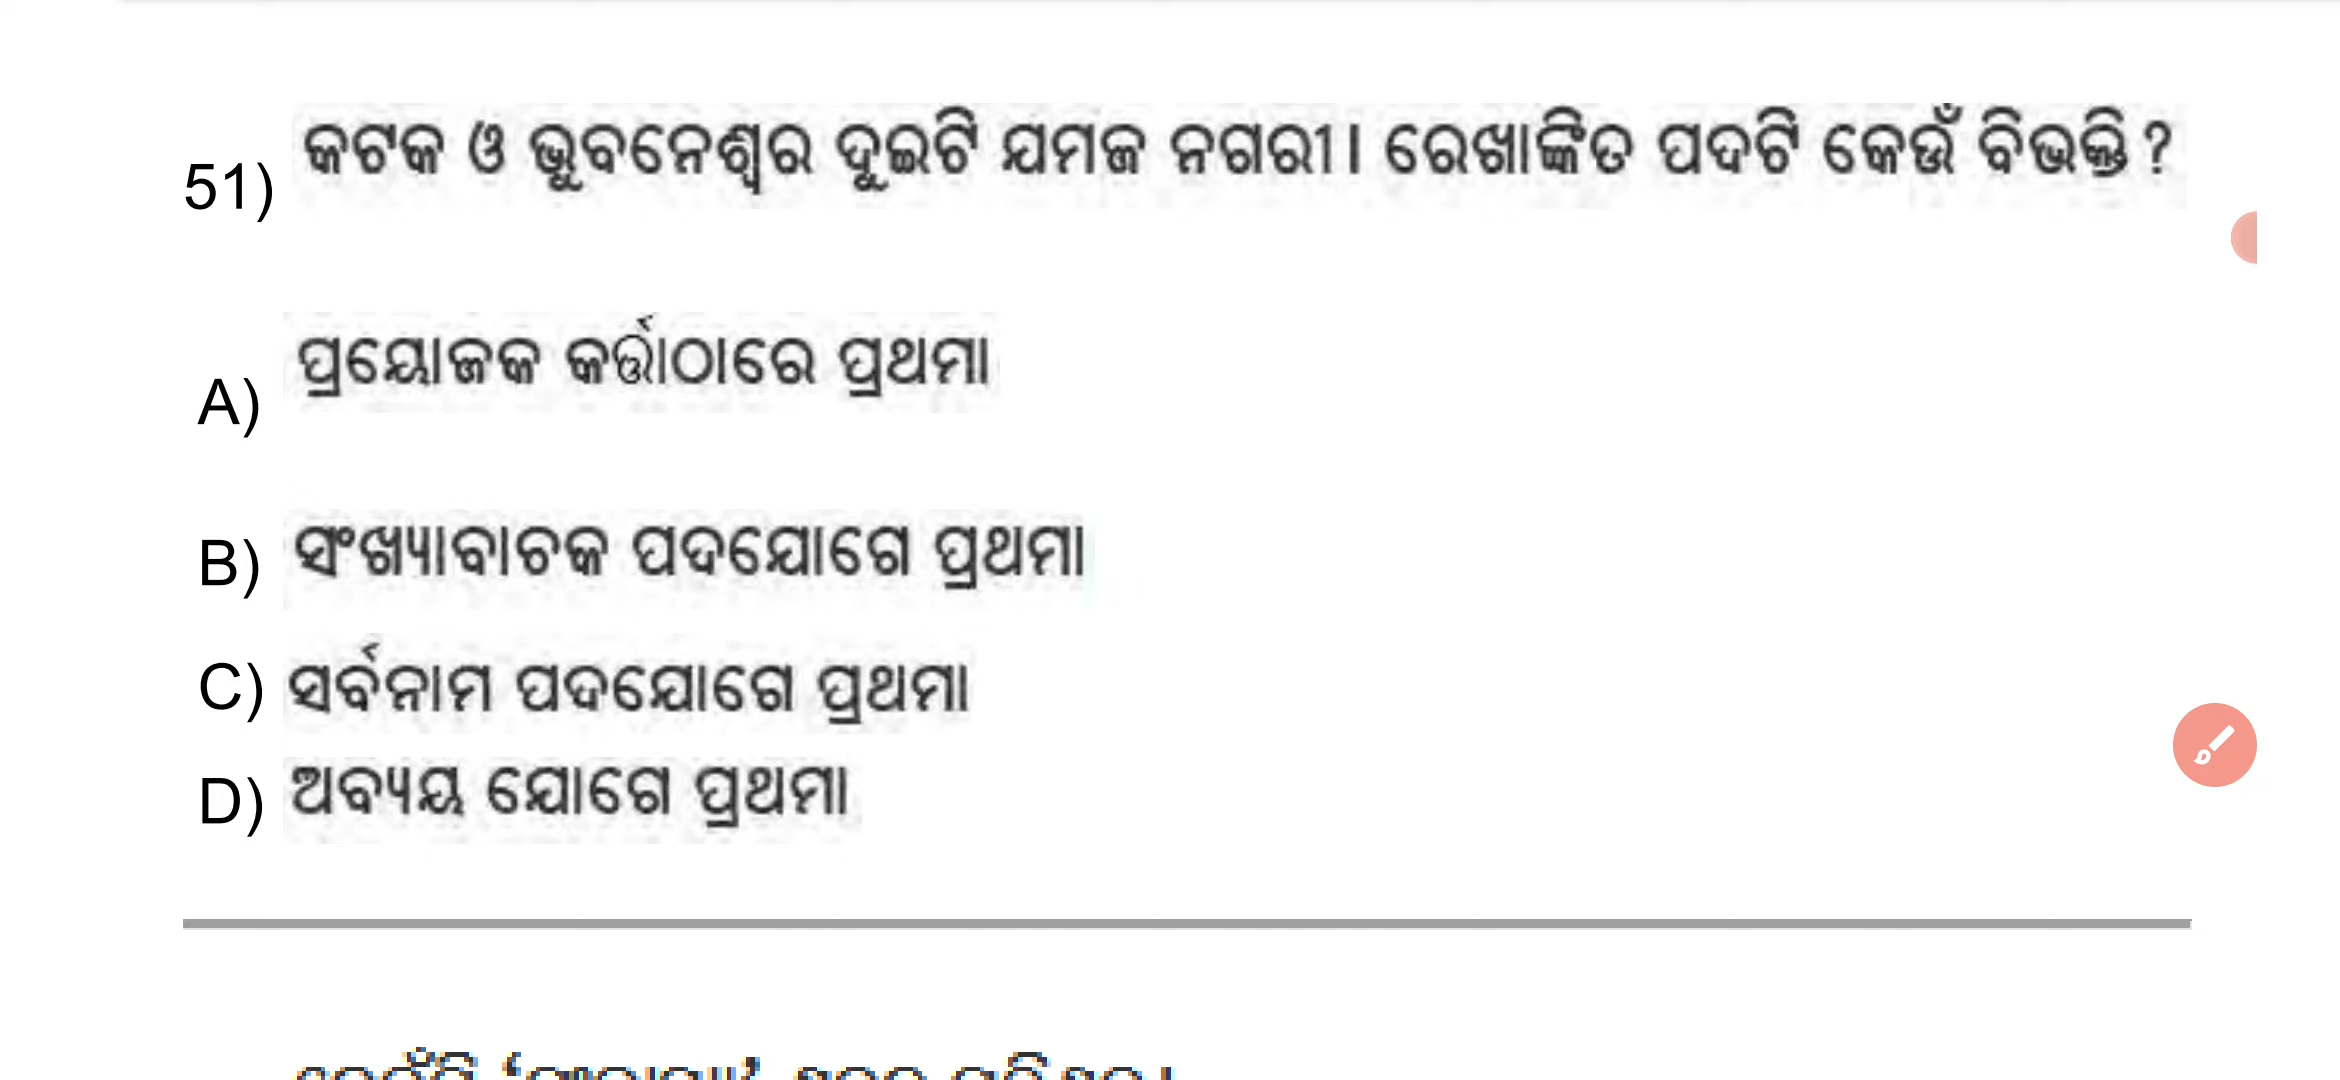 51) କଟକ ଓ ଭୁବନେଶ୍ୱର ଦୁଇଟି ଯମଜ ନଗରୀ। ରେଖାଙ୍କିତ ପଦଟି କେଉଁ ବିଭକ୍ତି ?
A) ପ୍ରୟୋଜକ କର୍ତ୍ତାଠାରେ ପ୍ରଥମା
B) ସଂଖ୍ୟାବାଚକ ପଦଯୋଗେ ପ୍ରଥମା
C) ସର୍ବନାମ ପଦଯୋଗେ ପ୍ରଥମା
D) ଅବ୍ୟୟ ଯୋଗେ ପ୍ରଥମା